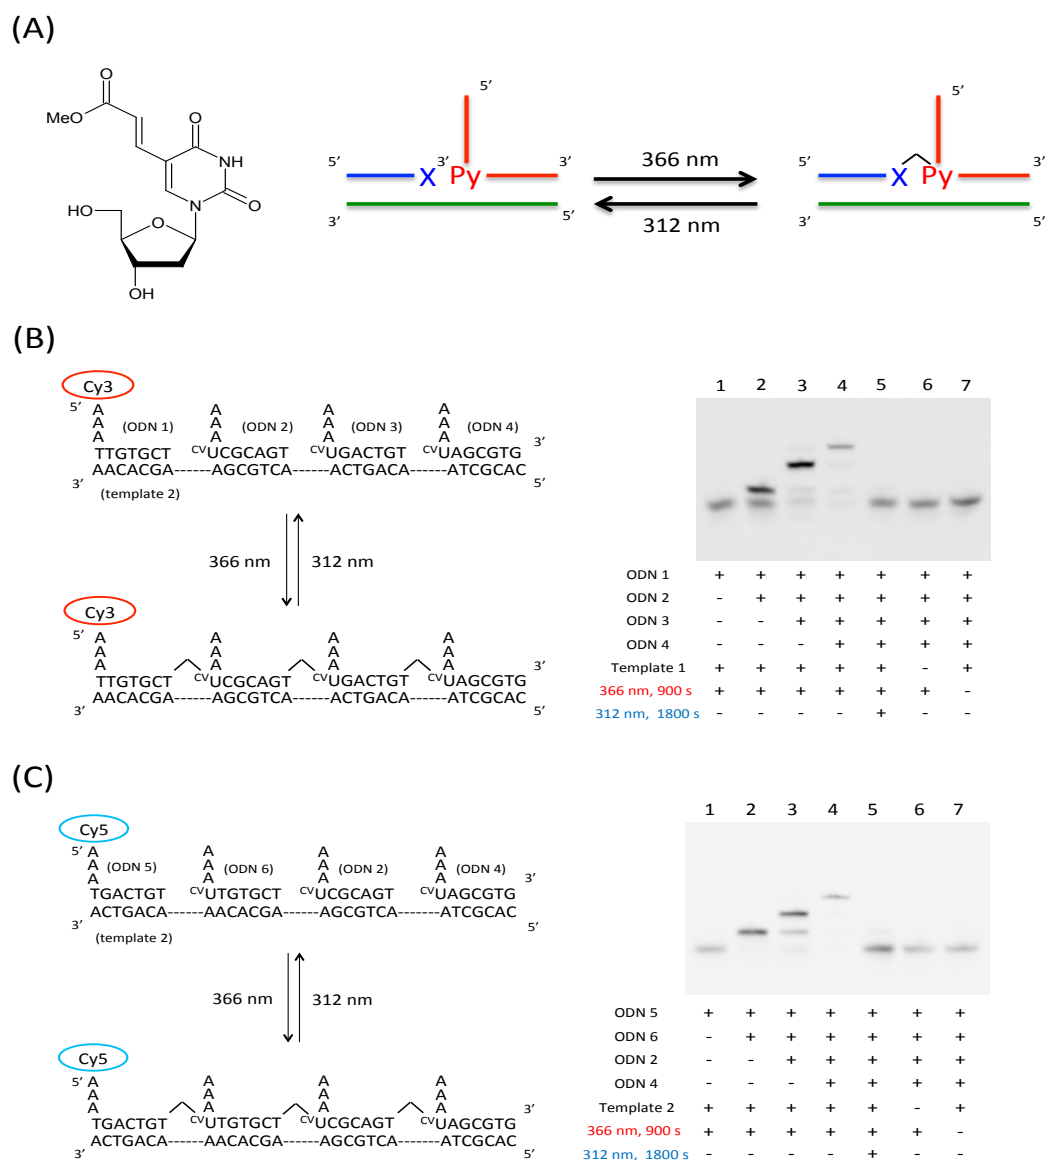 (A)
O
MeO
O
NH
N
O
HO
O
OH
5’
5’ X 3’ Py 3’
3’ 5’
366 nm
312 nm
5’
5’ X Py 3’
3’ 5’
(B)
Cy3
5’ A A A A
A (ODN 1) A (ODN 2) A (ODN 3) A (ODN 4)
A A A A
TTGTGCT CVUCGCAGT CVUGACTGT CVUAGCGTG 3’
3’ AACACGA------AGCGTCA------ACTGACA------ATCGCAC 5’
(template 2)
366 nm 312 nm
Cy3
5’ A A A A
A A A A
A A A A
TTGTGCT CVUCGCAGT CVUGACTGT CVUAGCGTG 3’
3’ AACACGA------AGCGTCA------ACTGACA------ATCGCAC 5’
1 2 3 4 5 6 7
ODN 1 + + + + + + +
ODN 2 - + + + + + +
ODN 3 - - + + + + +
ODN 4 - - - + + + +
Template 1 + + + + + - +
366 nm, 900 s + + + + + + -
312 nm, 1800 s - - - - + - -
(C)
Cy5
5’ A A A A
A (ODN 5) A (ODN 6) A (ODN 2) A (ODN 4)
A A A A
TGACTGT CVUTGTGCT CVUCGCAGT CVUAGCGTG 3’
ACTGACA------AACACGA------AGCGTCA------ATCGCAC 5’
3’ (template 2)
366 nm 312 nm
Cy5
5’ A A A A
A A A A
A A A A
TGACTGT CVUTGTGCT CVUCGCAGT CVUAGCGTG 3’
ACTGACA------AACACGA------AGCGTCA------ATCGCAC
3’ 5’
1 2 3 4 5 6 7
ODN 5 + + + + + + +
ODN 6 - + + + + + +
ODN 2 - - + + + + +
ODN 4 - - - + + + +
Template 2 + + + + + - +
366 nm, 900 s + + + + + + -
312 nm, 1800 s - - - - + - -